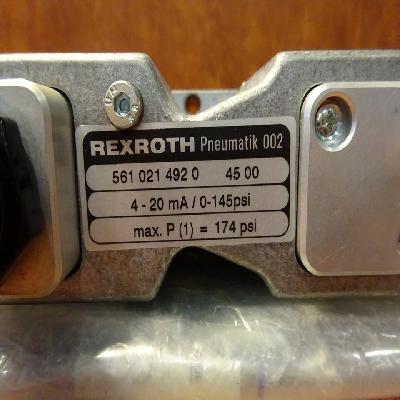 REXROTH Pneumatik 002
561 021 492 0 45 00
4 - 20 mA / 0-145psi
max. P (1) = 174 psi